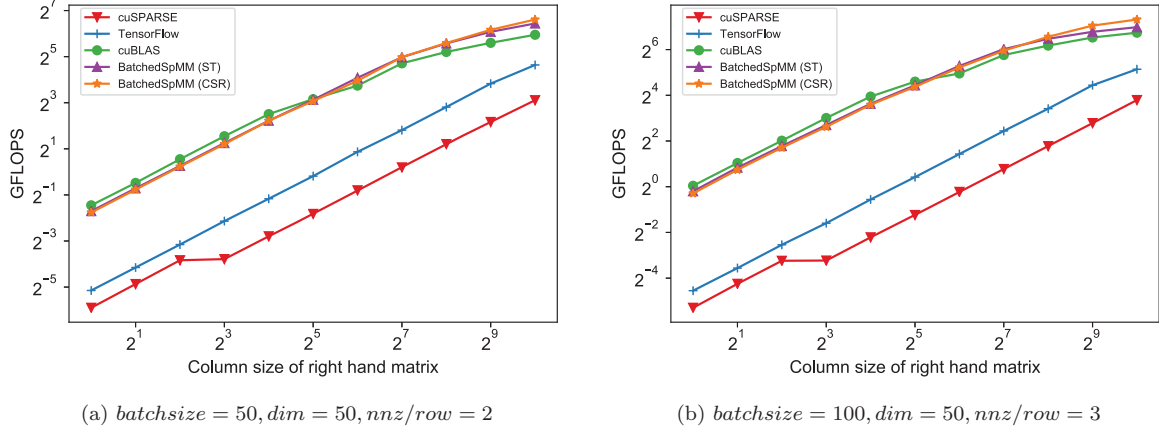 cuSPARSE
TensorFlow
cuBLAS
BatchedSpMM (ST)
BatchedSpMM (CSR)
GFLOPS
2^7
2^5
2^3
2^1
2^−1
2^−3
2^−5
2^1 2^3 2^5 2^7 2^9
Column size of right hand matrix
(a) batchsize = 50, dim = 50, nnz/row = 2
cuSPARSE
TensorFlow
cuBLAS
BatchedSpMM (ST)
BatchedSpMM (CSR)
GFLOPS
2^6
2^4
2^2
2^0
2^−2
2^−4
2^1 2^3 2^5 2^7 2^9
Column size of right hand matrix
(b) batchsize = 100, dim = 50, nnz/row = 3